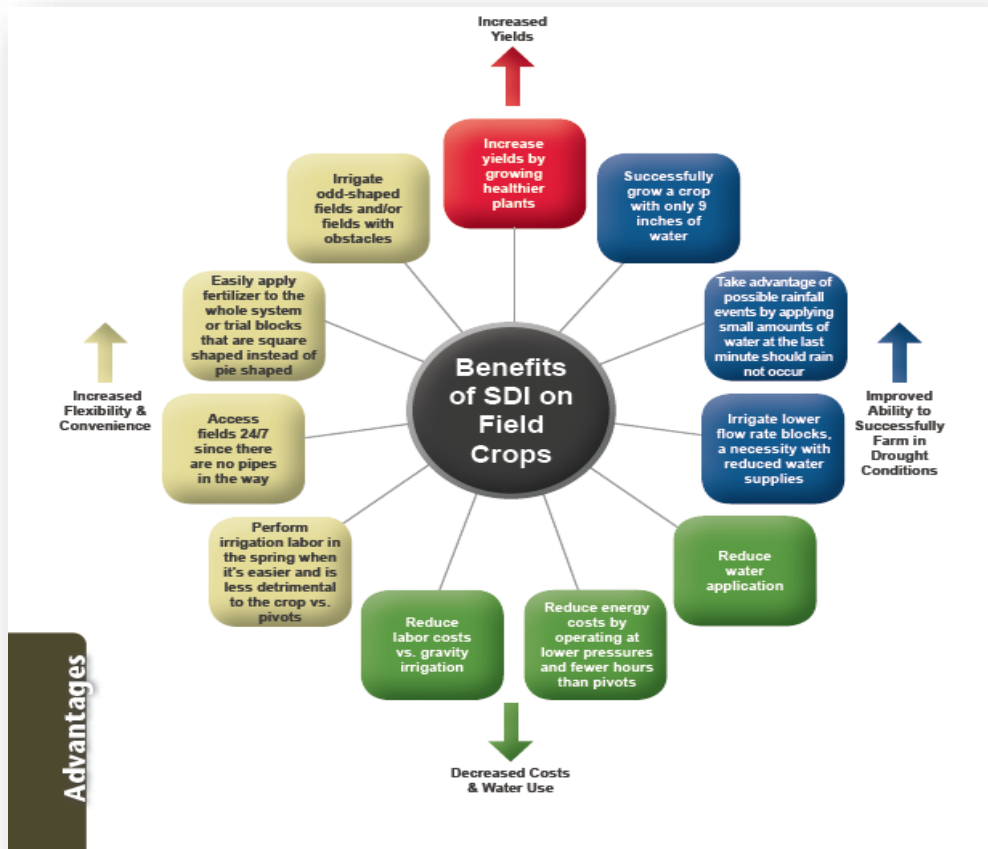 Increased
Yields
Increase
yields by
growing
healthier
plants
Successfully
grow a crop
with only 9
inches of
water
Take advantage of
possible rainfall
events by applying
small amounts of
water at the last
minute should rain
not occur
Irrigate lower
flow rate blocks,
a necessity with
reduced water
supplies
Improved
Ability to
Successfully
Farm in
Drought
Conditions
Reduce
water
application
Reduce energy
costs by
operating at
lower pressures
and fewer hours
than pivots
Reduce
labor costs
vs. gravity
irrigation
Decreased Costs
& Water Use
Perform
irrigation labor in
the spring when
it's easier and is
less detrimental
to the crop vs.
pivots
Access
fields 24/7
since there
are no pipes
in the way
Easily apply
fertilizer to the
whole system
or trial blocks
that are square
shaped instead of
pie shaped
Irrigate
odd-shaped
fields and/or
fields with
obstacles
Increased
Flexibility &
Convenience
Benefits
of SDI on
Field
Crops
Advantages